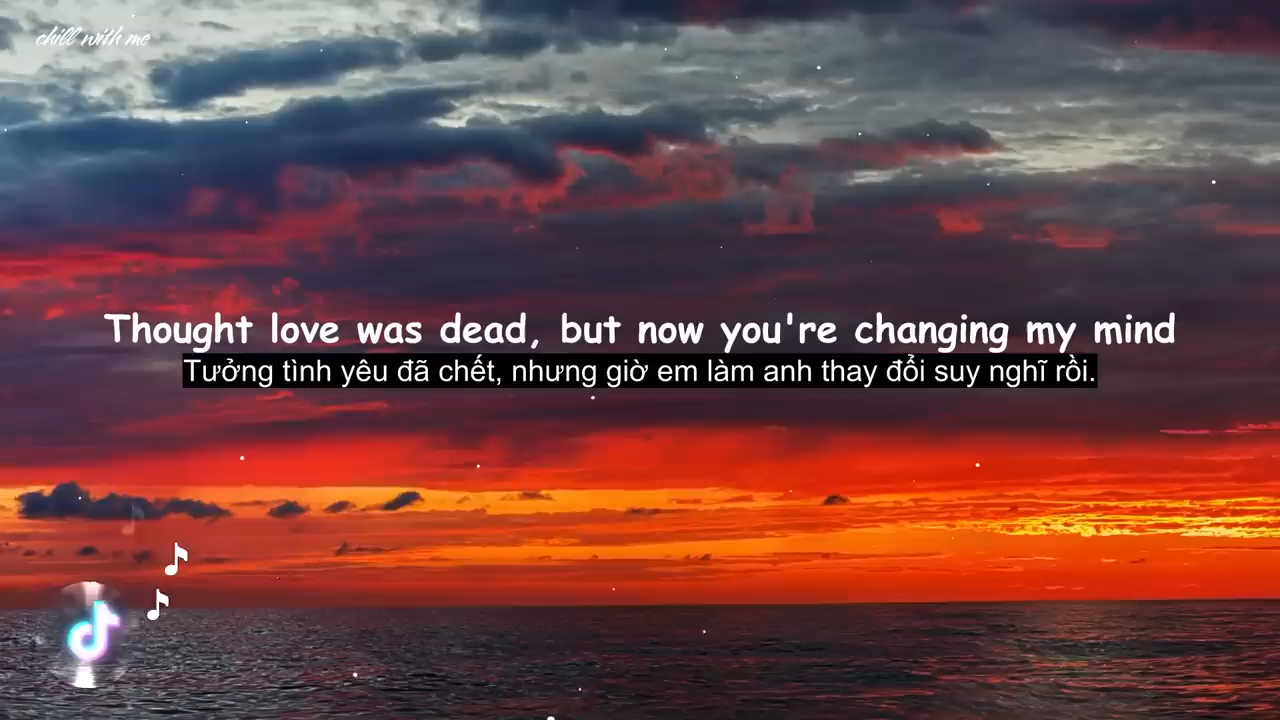 chill with me
Thought love was dead, but now you're changing my mind
Tưởng tình yêu đã chết, nhưng giờ em làm anh thay đổi suy nghĩ rồi.